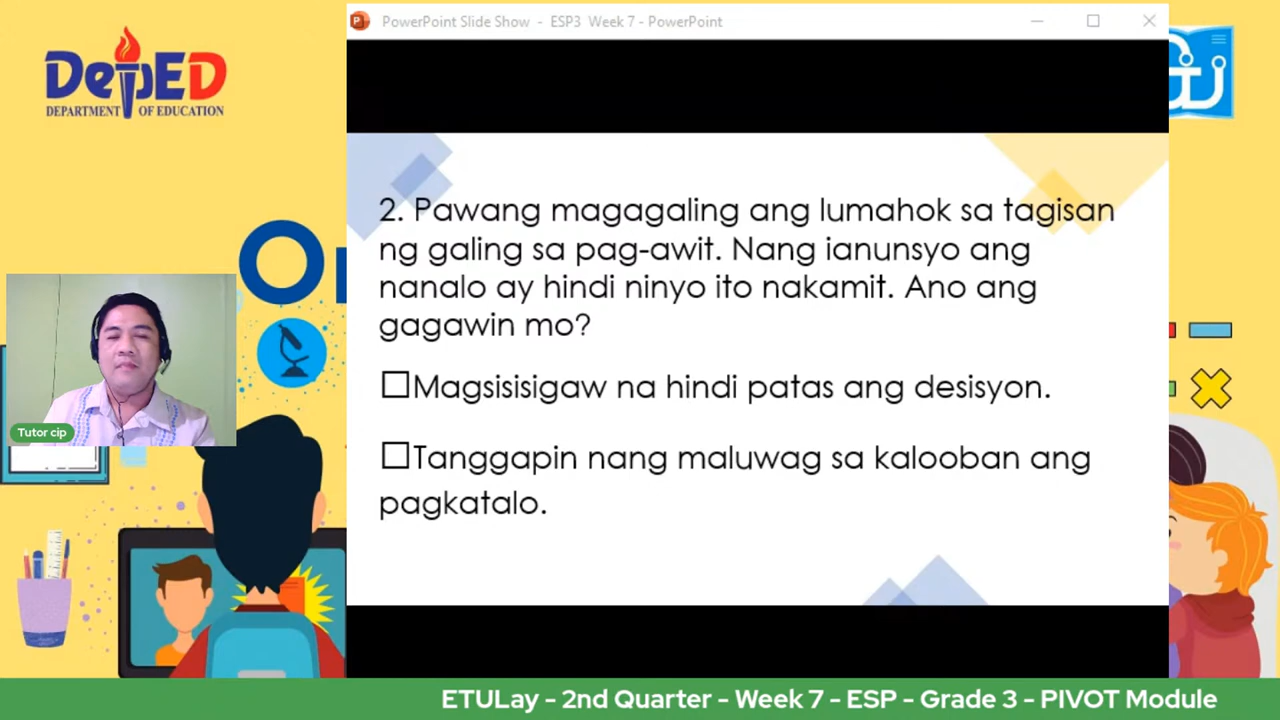 DepED
DEPARTMENT OF EDUCATION
PowerPoint Slide Show - ESP3 Week 7 - PowerPoint
2. Pawang magagaling ang lumahok sa tagisan
ng galing sa pag-awit. Nang ianunsyo ang
nanalo ay hindi ninyo ito nakamit. Ano ang
gagawin mo?
☐Magsisisigaw na hindi patas ang desisyon.
☐Tanggapin nang maluwag sa kalooban ang
pagkatalo.
Tutor cip
ETULay - 2nd Quarter - Week 7 - ESP - Grade 3 - PIVOT Module